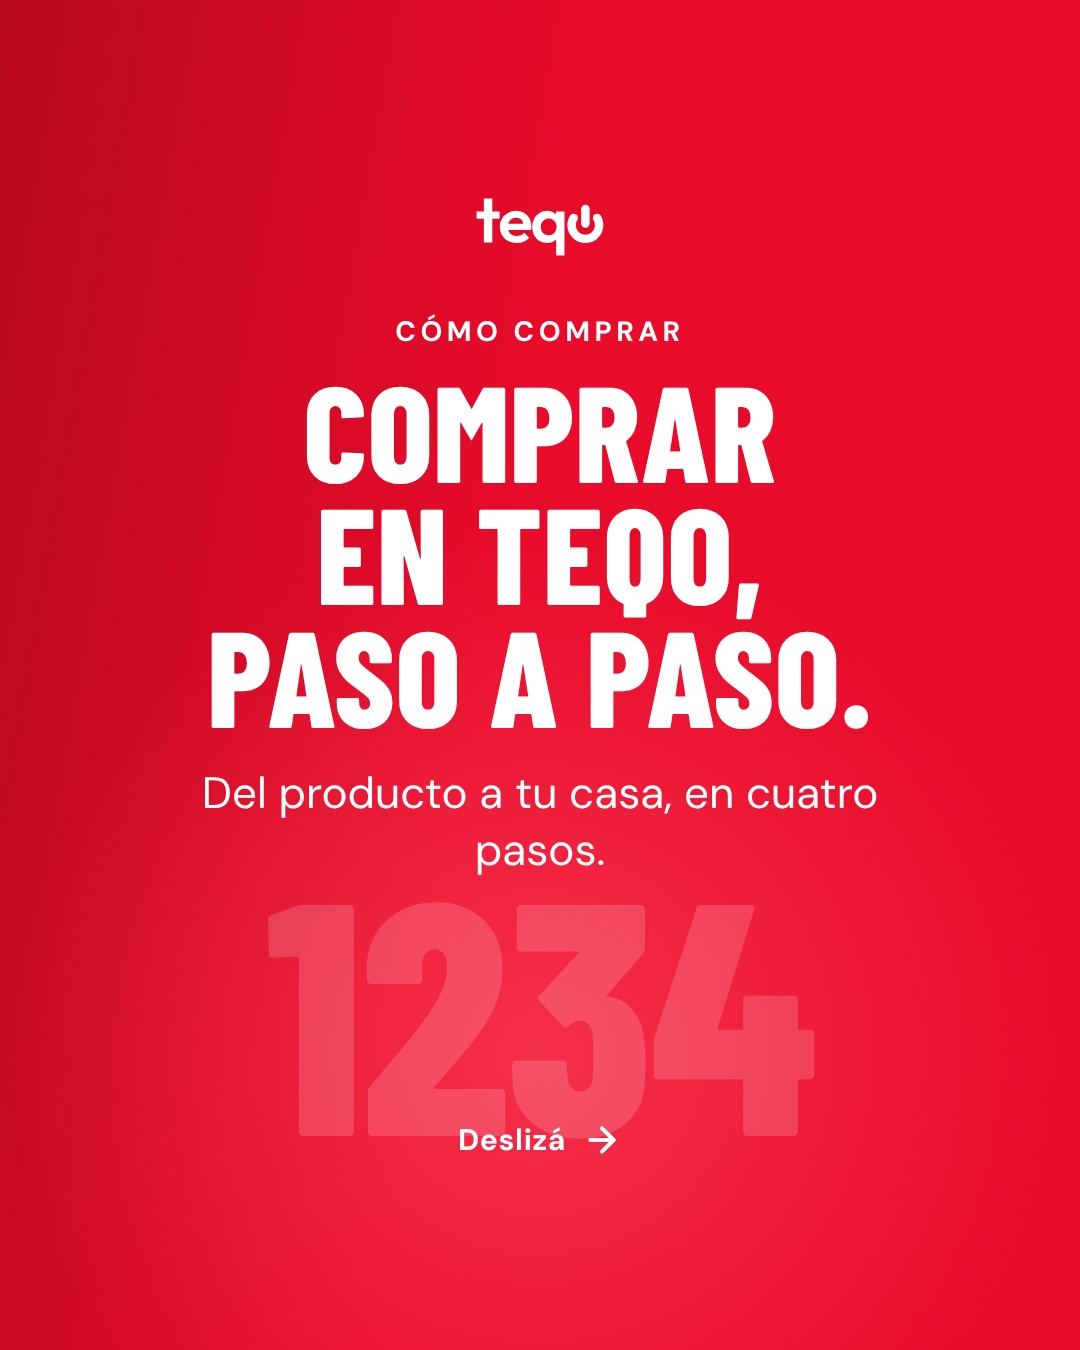 teqo
CÓMO COMPRAR
COMPRAR
EN TEQO,
PASO A PASO.
Del producto a tu casa, en cuatro
pasos.
1234
Deslizá →